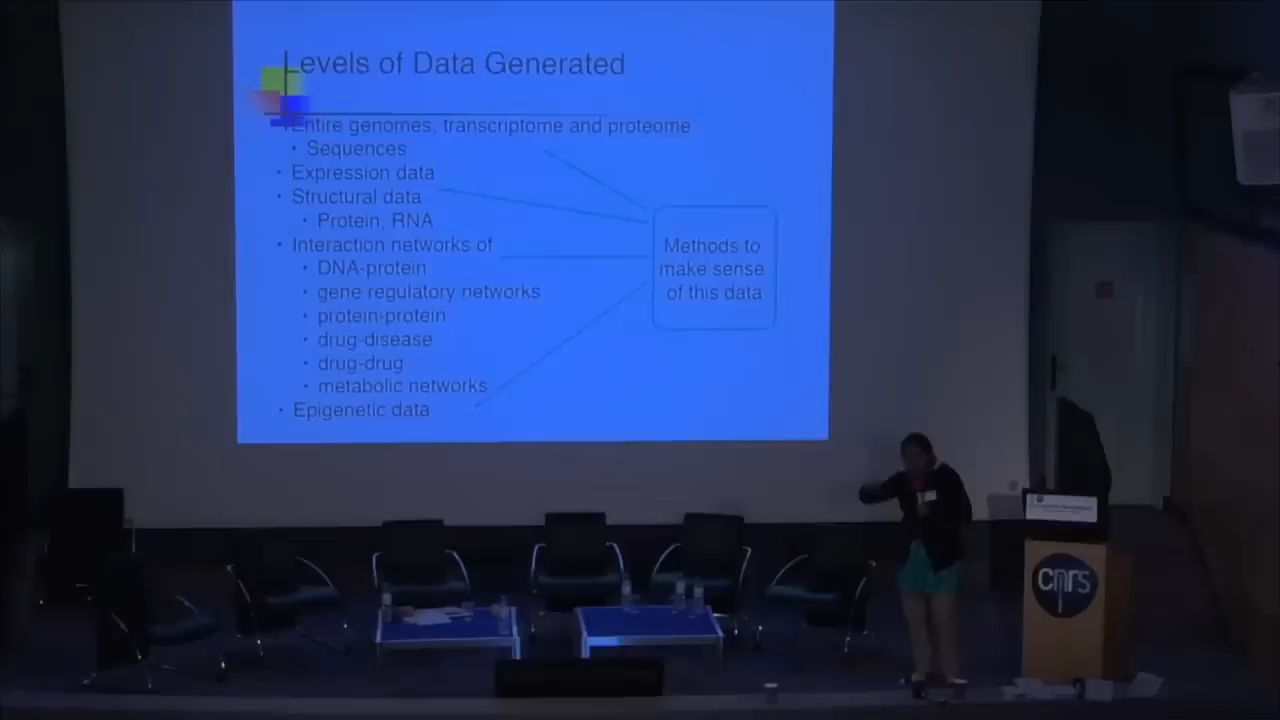 Levels of Data Generated
• Entire genomes, transcriptome and proteome
• Sequences
• Expression data
• Structural data
• Protein, RNA
• Interaction networks of
• DNA-protein
• gene regulatory networks
• protein-protein
• drug-disease
• drug-drug
• metabolic networks
• Epigenetic data
Methods to
make sense
of this data
cnrs